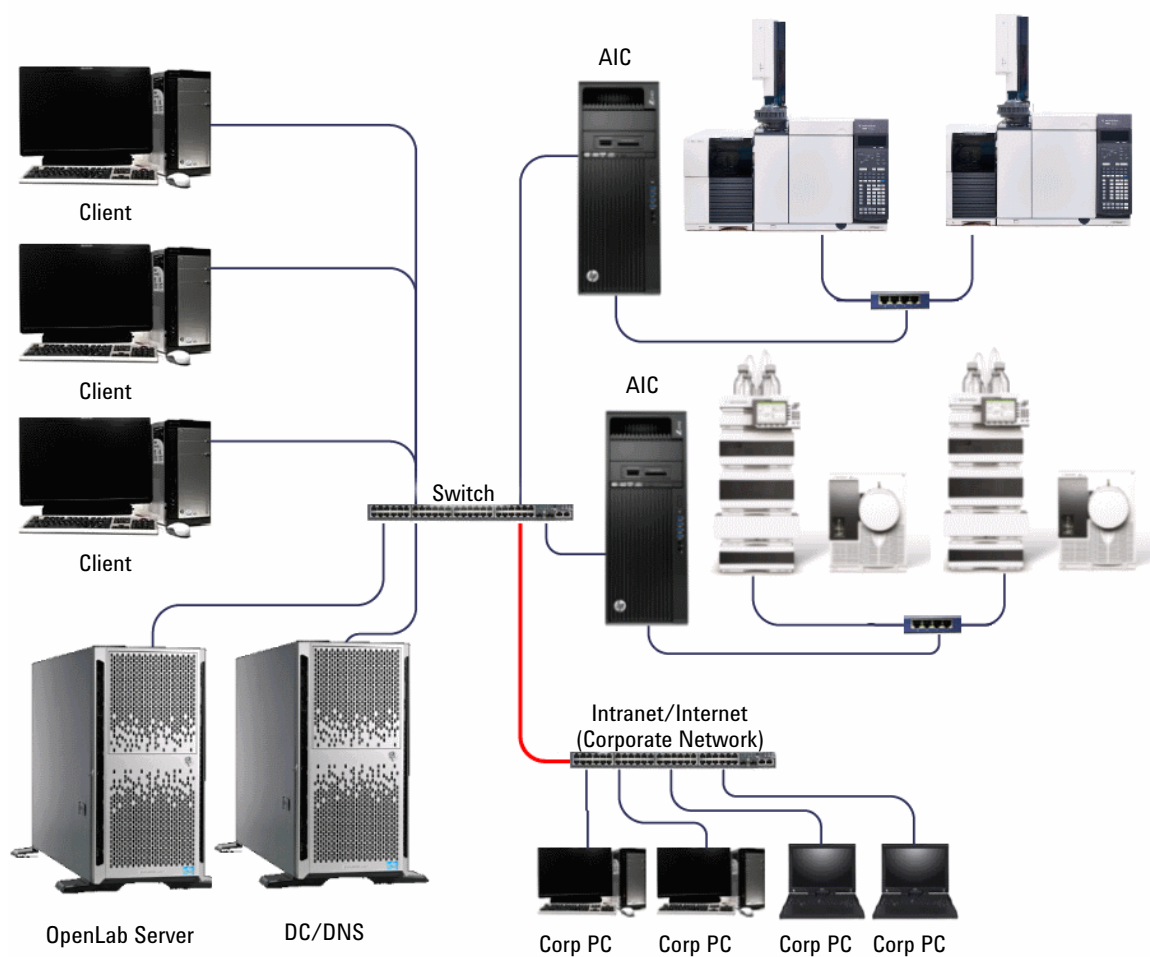 AIC
Client
Client
AIC
Switch
Client
Intranet/Internet
(Corporate Network)
OpenLab Server
DC/DNS
Corp PC
Corp PC
Corp PC
Corp PC